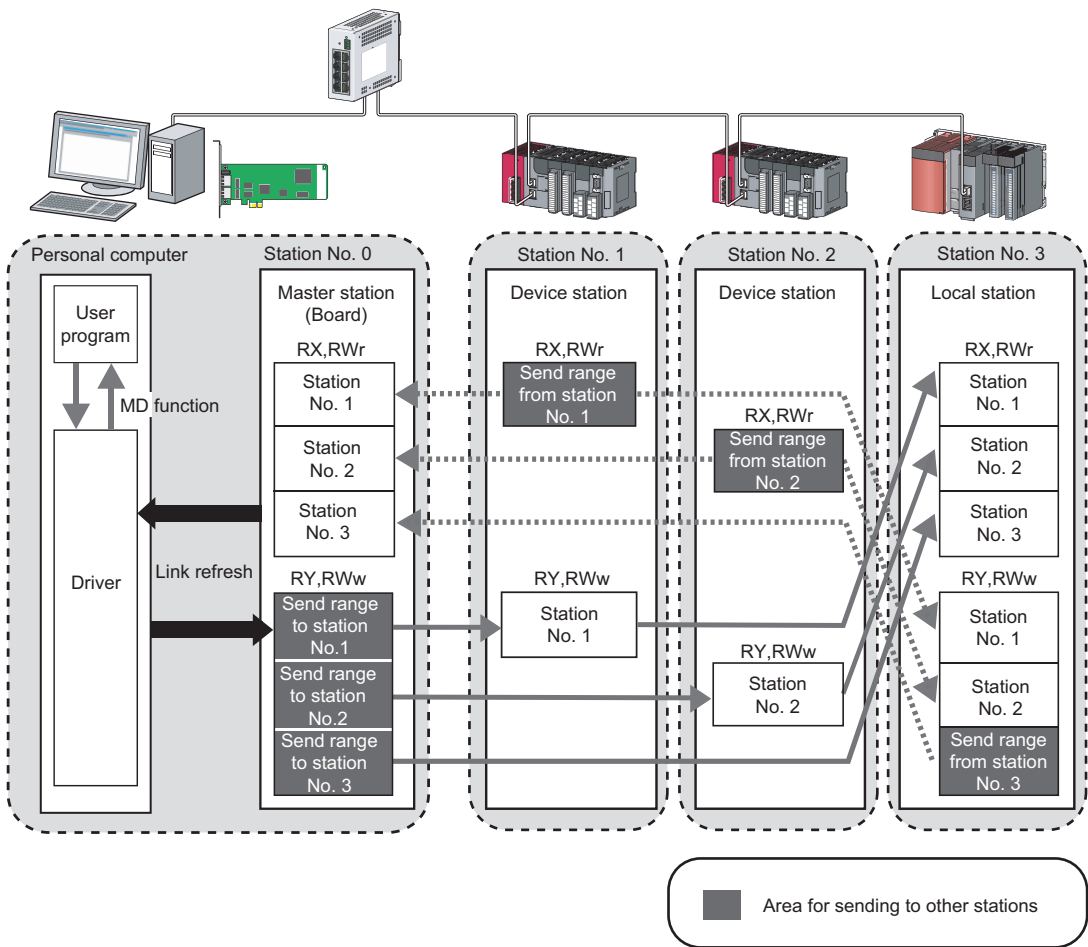 Personal computer
User
program
MD function
Driver
Link refresh
Station No. 0
Master station
(Board)
RX,RWr
Station
No. 1
Station
No. 2
Station
No. 3
RY,RWw
Send range
to station
No.1
Send range
to station
No.2
Send range
to station
No. 3
Station No. 1
Device station
RX,RWr
Send range
from station
No. 1
RY,RWw
Station
No. 1
Station No. 2
Device station
RX,RWr
Send range
from station
No. 2
RY,RWw
Station
No. 2
Station No. 3
Local station
RX,RWr
Station
No. 1
Station
No. 2
Station
No. 3
RY,RWw
Station
No. 1
Station
No. 2
Send range
from station
No. 3
Area for sending to other stations